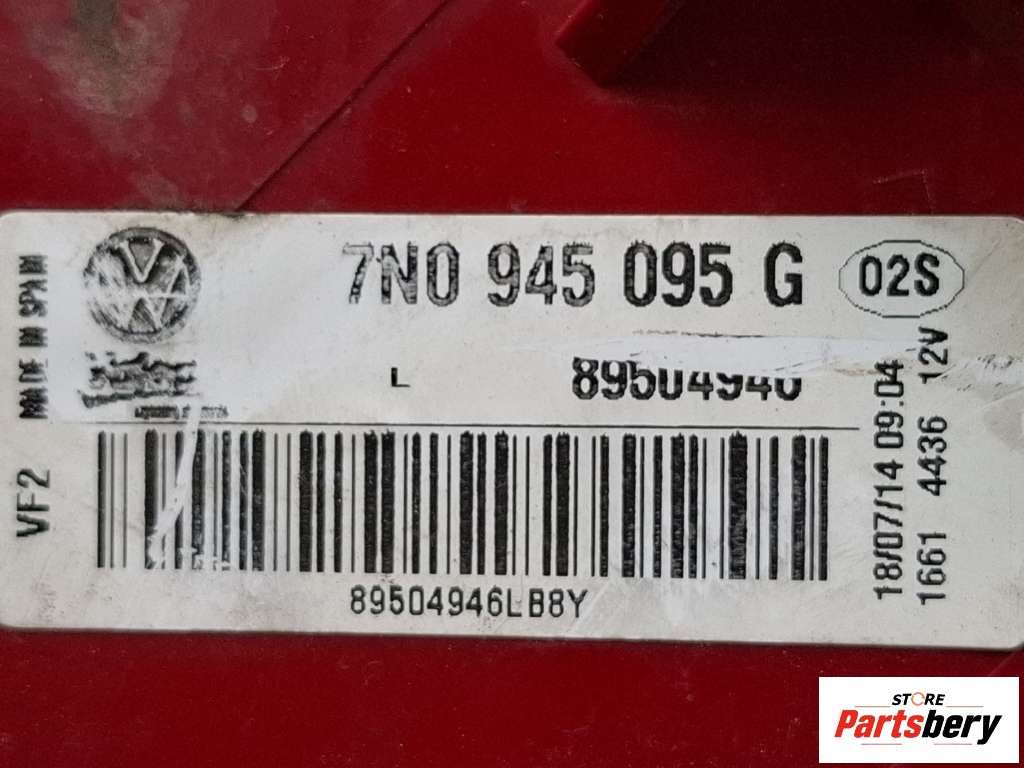 MADE IN SPAIN
VF2
7N0 945 095 G
02S
L 89504946
89504946LB8Y
18/07/14 09:04
1661 4436 12V
STORE
Partsbery